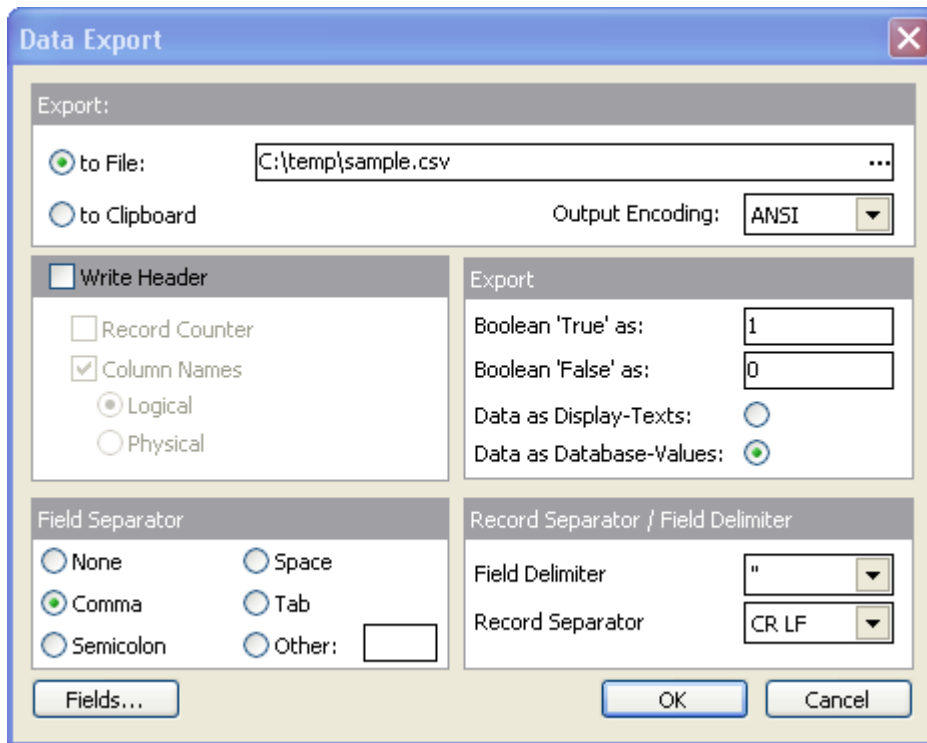 Data Export
Export:
to File:
C:\temp\sample.csv
...
to Clipboard
Output Encoding:
ANSI
Write Header
Record Counter
Column Names
Logical
Physical
Export
Boolean 'True' as:
1
Boolean 'False' as:
0
Data as Display-Texts:
Data as Database-Values:
Field Separator
None
Space
Comma
Tab
Semicolon
Other:
Record Separator / Field Delimiter
Field Delimiter
"
Record Separator
CR LF
Fields...
OK
Cancel